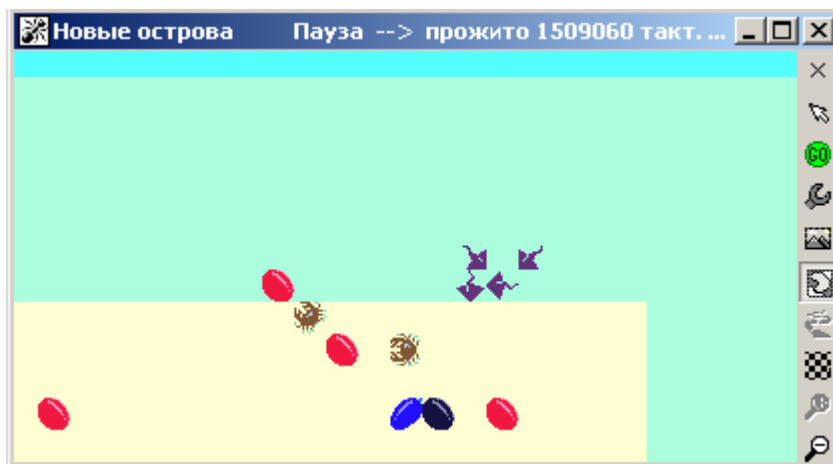 Новые острова Пауза --> прожито 1509060 такт. ...
GO